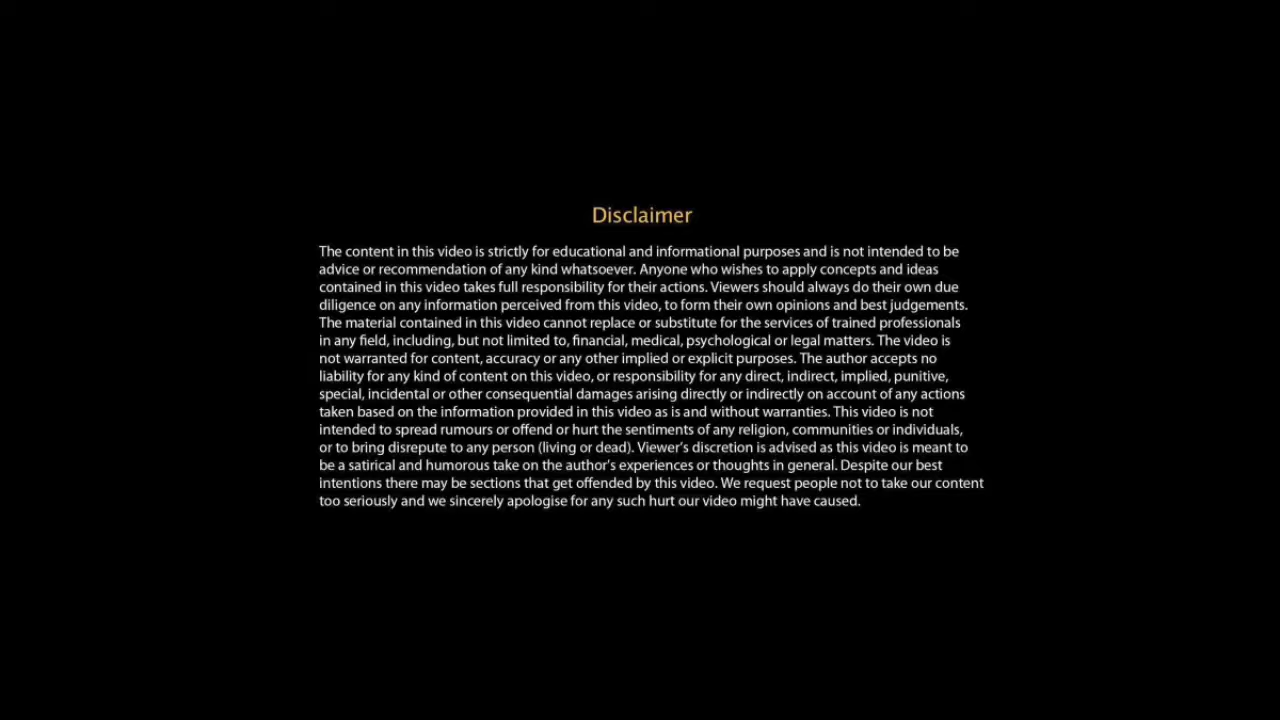 Disclaimer
The content in this video is strictly for educational and informational purposes and is not intended to be
advice or recommendation of any kind whatsoever. Anyone who wishes to apply concepts and ideas
contained in this video takes full responsibility for their actions. Viewers should always do their own due
diligence on any information perceived from this video, to form their own opinions and best judgements.
The material contained in this video cannot replace or substitute for the services of trained professionals
in any field, including, but not limited to, financial, medical, psychological or legal matters. The video is
not warranted for content, accuracy or any other implied or explicit purposes. The author accepts no
liability for any kind of content on this video, or responsibility for any direct, indirect, implied, punitive,
special, incidental or other consequential damages arising directly or indirectly on account of any actions
taken based on the information provided in this video as is and without warranties. This video is not
intended to spread rumours or offend or hurt the sentiments of any religion, communities or individuals,
or to bring disrepute to any person (living or dead). Viewer's discretion is advised as this video is meant to
be a satirical and humorous take on the author's experiences or thoughts in general. Despite our best
intentions there may be sections that get offended by this video. We request people not to take our content
too seriously and we sincerely apologise for any such hurt our video might have caused.